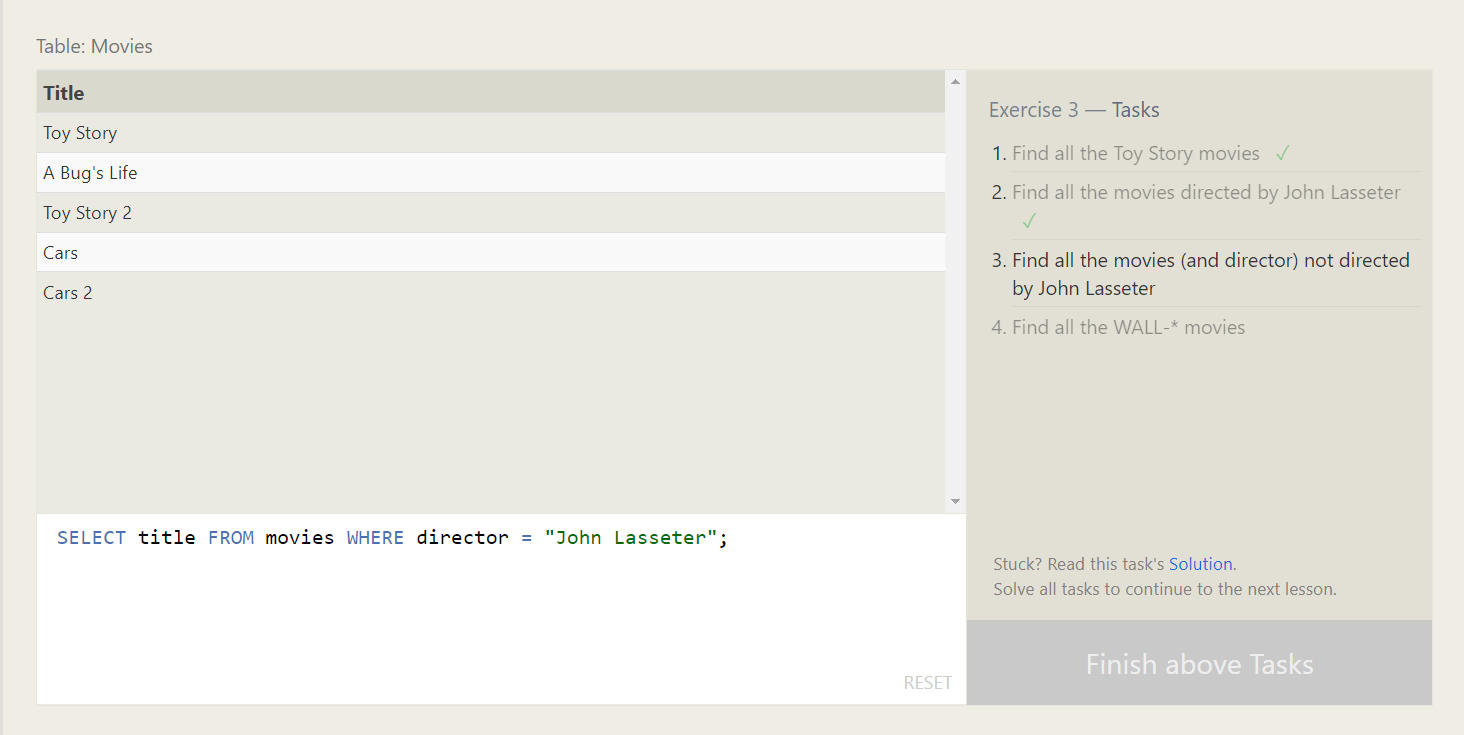 Table: Movies
Title
Toy Story
A Bug's Life
Toy Story 2
Cars
Cars 2
SELECT title FROM movies WHERE director = "John Lasseter";
RESET
Exercise 3 — Tasks
1. Find all the Toy Story movies ✓
2. Find all the movies directed by John Lasseter
✓
3. Find all the movies (and director) not directed
by John Lasseter
4. Find all the WALL-* movies
Stuck? Read this task's Solution.
Solve all tasks to continue to the next lesson.
Finish above Tasks